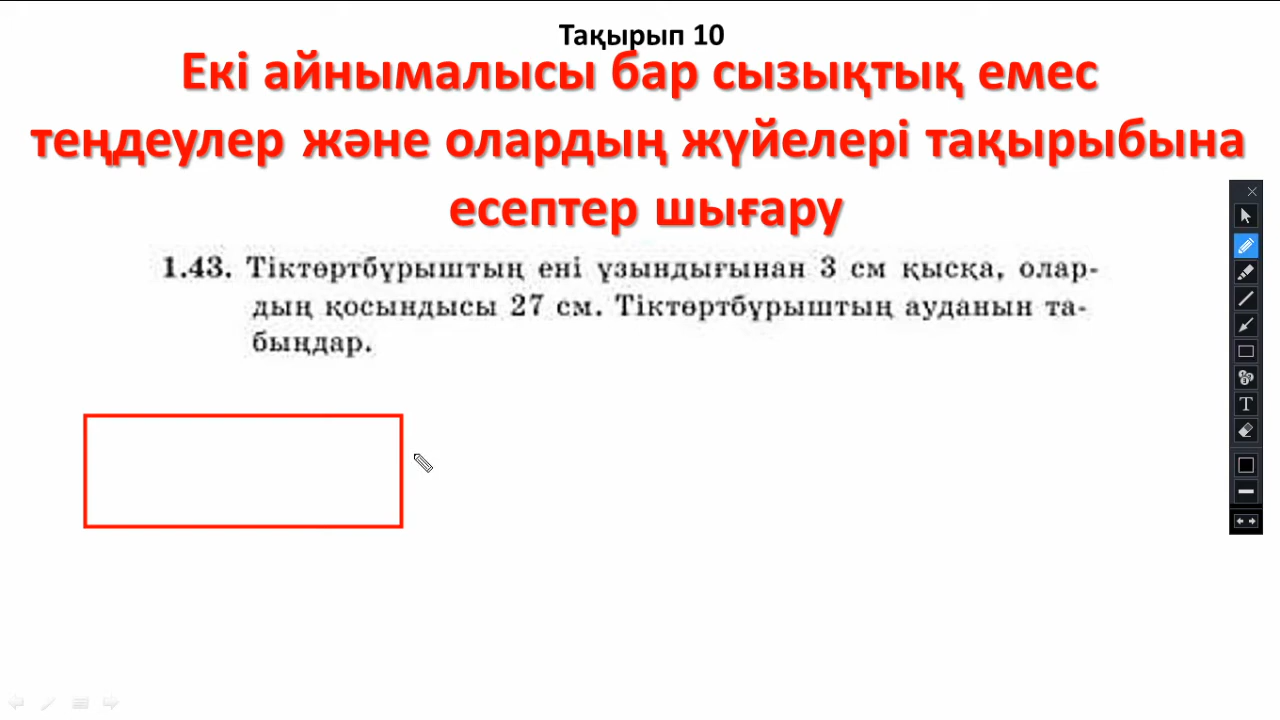 Тақырып 10
Екі айнымалысы бар сызықтық емес
теңдеулер және олардың жүйелері тақырыбына
есептер шығару
1.43. Тіктөртбұрыштың ені ұзындығынан 3 см қысқа, олар-
дың қосындысы 27 см. Тіктөртбұрыштың ауданын та-
быңдар.